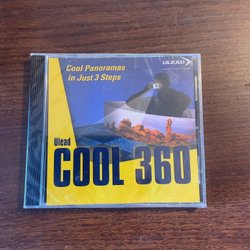 Cool Panoramas
in Just 3 Steps
ULEAD
Ulead
COOL 360